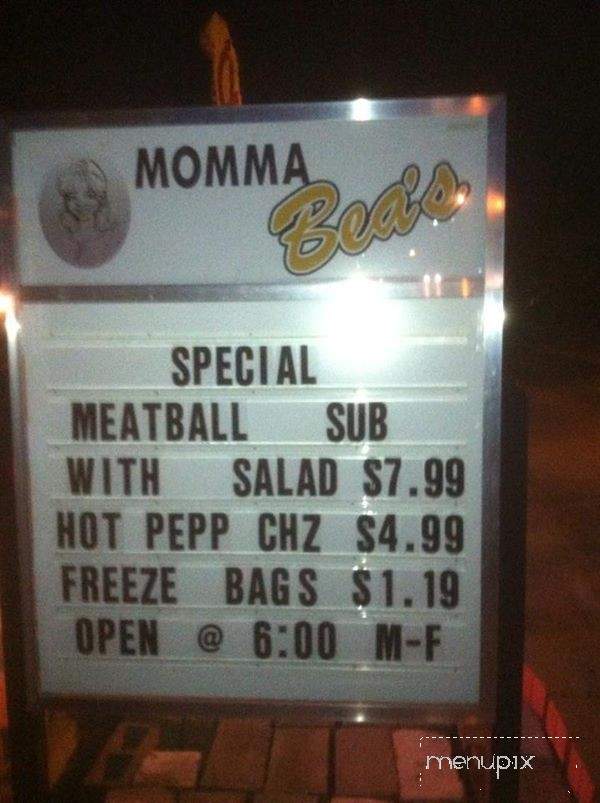 MOMMA
Bea's
SPECIAL
MEATBALL SUB
WITH SALAD $7.99
HOT PEPP CHZ $4.99
FREEZE BAGS $1.19
OPEN @ 6:00 M-F
menupix